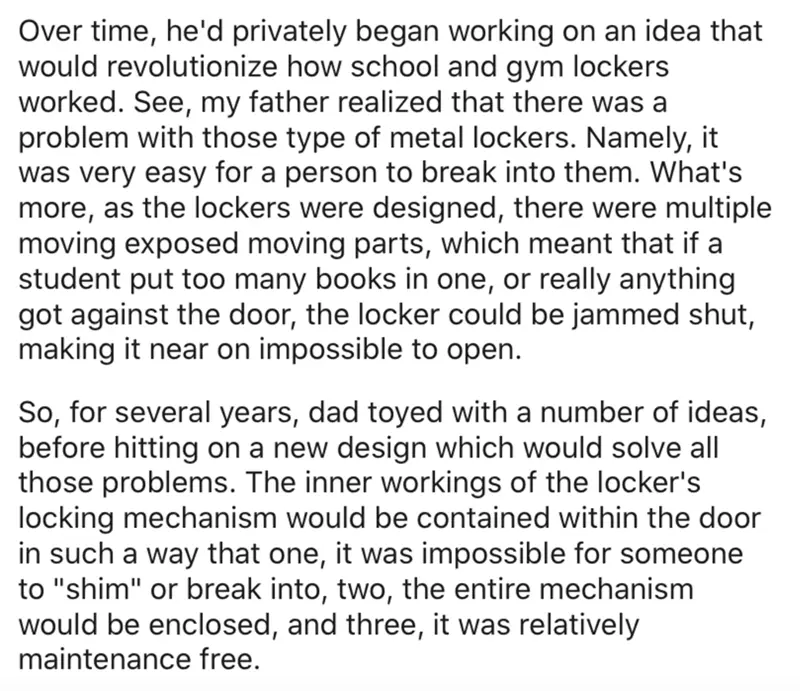 Over time, he'd privately began working on an idea that
would revolutionize how school and gym lockers
worked. See, my father realized that there was a
problem with those type of metal lockers. Namely, it
was very easy for a person to break into them. What's
more, as the lockers were designed, there were multiple
moving exposed moving parts, which meant that if a
student put too many books in one, or really anything
got against the door, the locker could be jammed shut,
making it near on impossible to open.
So, for several years, dad toyed with a number of ideas,
before hitting on a new design which would solve all
those problems. The inner workings of the locker's
locking mechanism would be contained within the door
in such a way that one, it was impossible for someone
to "shim" or break into, two, the entire mechanism
would be enclosed, and three, it was relatively
maintenance free.